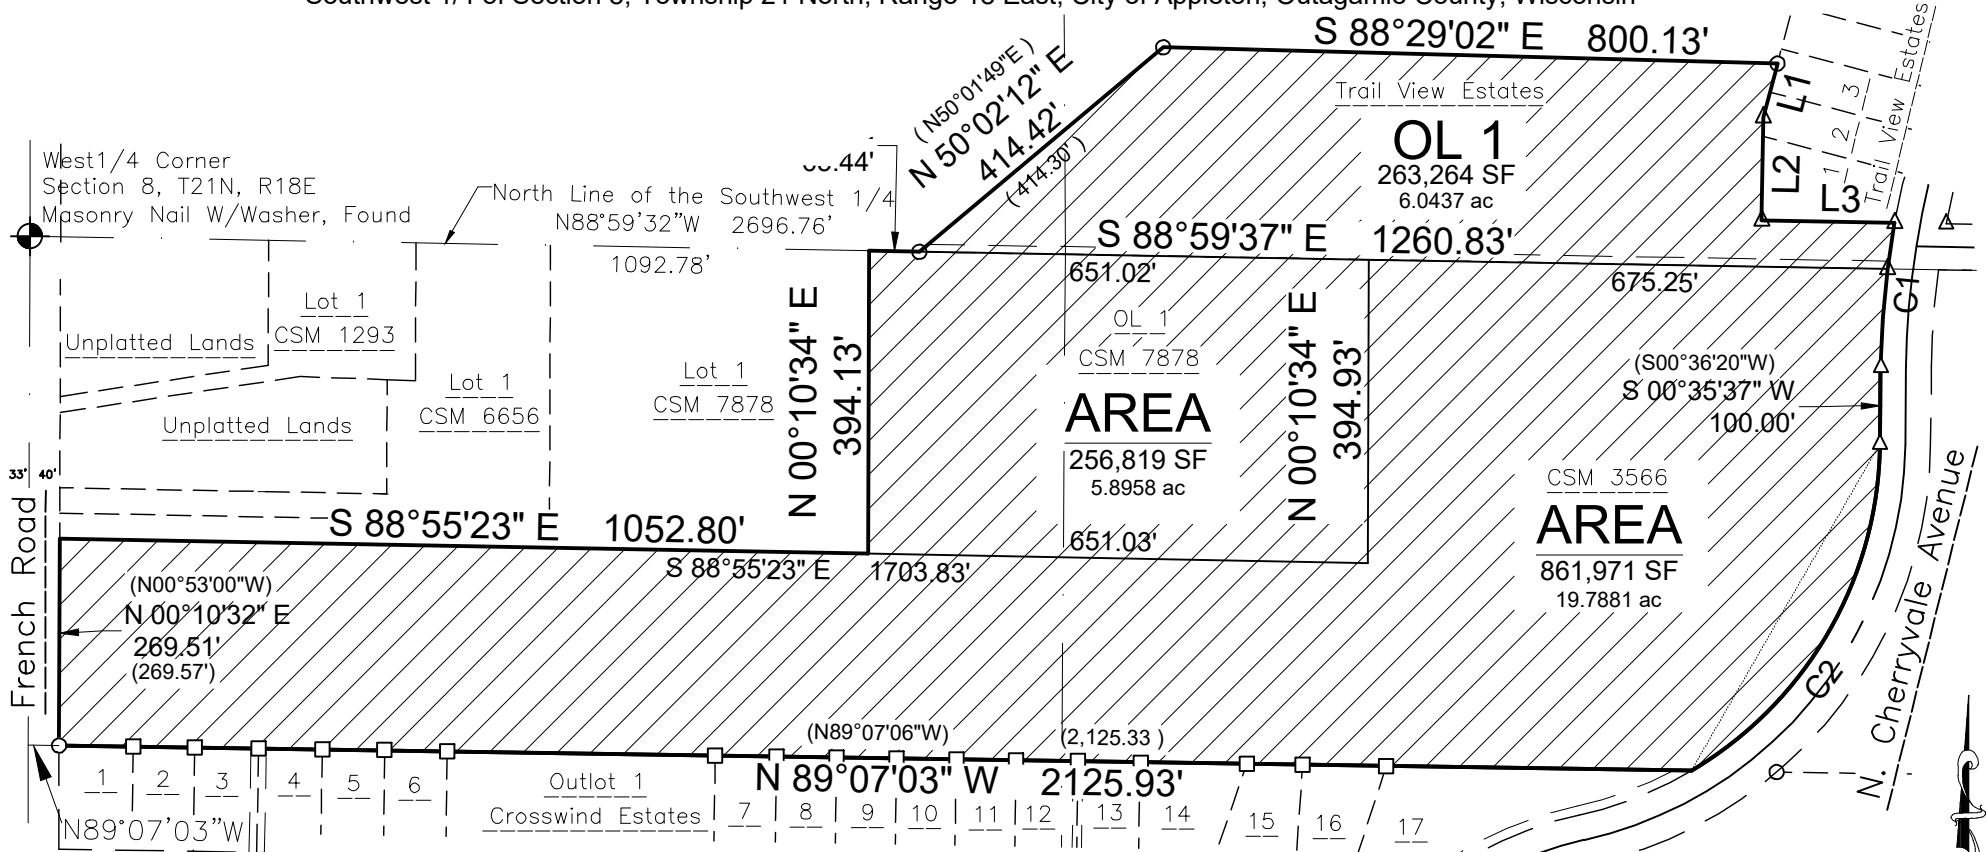 Southwest 1/4 of Section 8, Township 21 North, Range 18 East, City of Appleton, Outagamie County, Wisconsin
S 88°29'02" E 800.13'
(N50°01'49"E)
N 50°02'12" E
414.42'
(414.30')
Trail View Estates
OL 1
263,264 SF
6.0437 ac
L1
L2
L3
1
2
3
Trail View Estates
West1/4 Corner
Section 8, T21N, R18E
Masonry Nail W/Washer, Found
North Line of the Southwest 1/4
N88°59'32"W 2696.76'
1092.78'
S 88°59'37" E 1260.83'
651.02'
675.25'
C1
Lot 1
CSM 1293
Unplatted Lands
Unplatted Lands
Lot 1
CSM 6656
Lot 1
CSM 7878
N 00°10'34" E
394.13'
OL 1
CSM 7878
AREA
256,819 SF
5.8958 ac
651.03'
N 00°10'34" E
394.93'
(S00°36'20"W)
S 00°35'37" W
100.00'
CSM 3566
AREA
861,971 SF
19.7881 ac
33' 40'
French Road
S 88°55'23" E 1052.80'
S 88°55'23" E 1703.83'
(N00°53'00"W)
N 00°10'32" E
269.51'
(269.57')
C2
N. Cherryvale Avenue
(N89°07'06"W) (2,125.33 )
N 89°07'03" W 2125.93'
1 2 3 4 5 6
Outlot 1
Crosswind Estates
7 8 9 10 11 12 13 14 15 16 17
N89°07'03"W